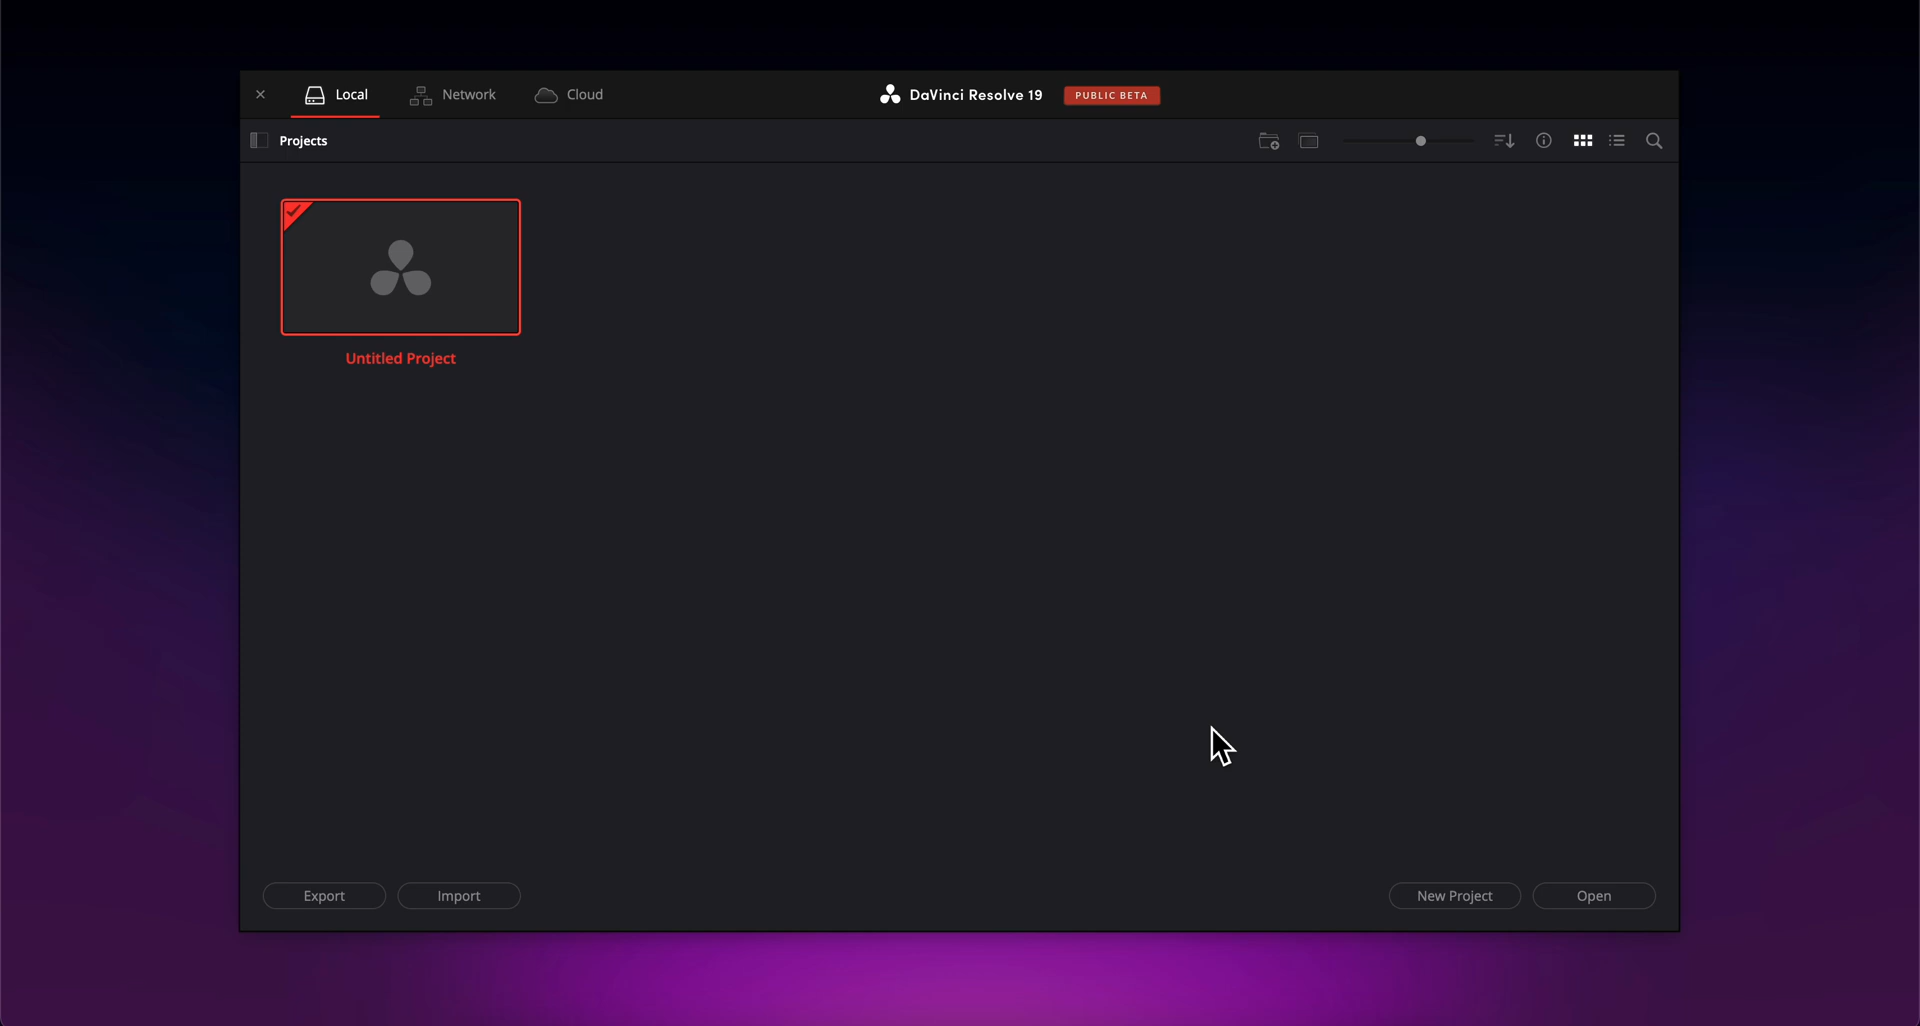 Local Network Cloud DaVinci Resolve 19 PUBLIC BETA
Projects
Untitled Project
Export Import New Project Open